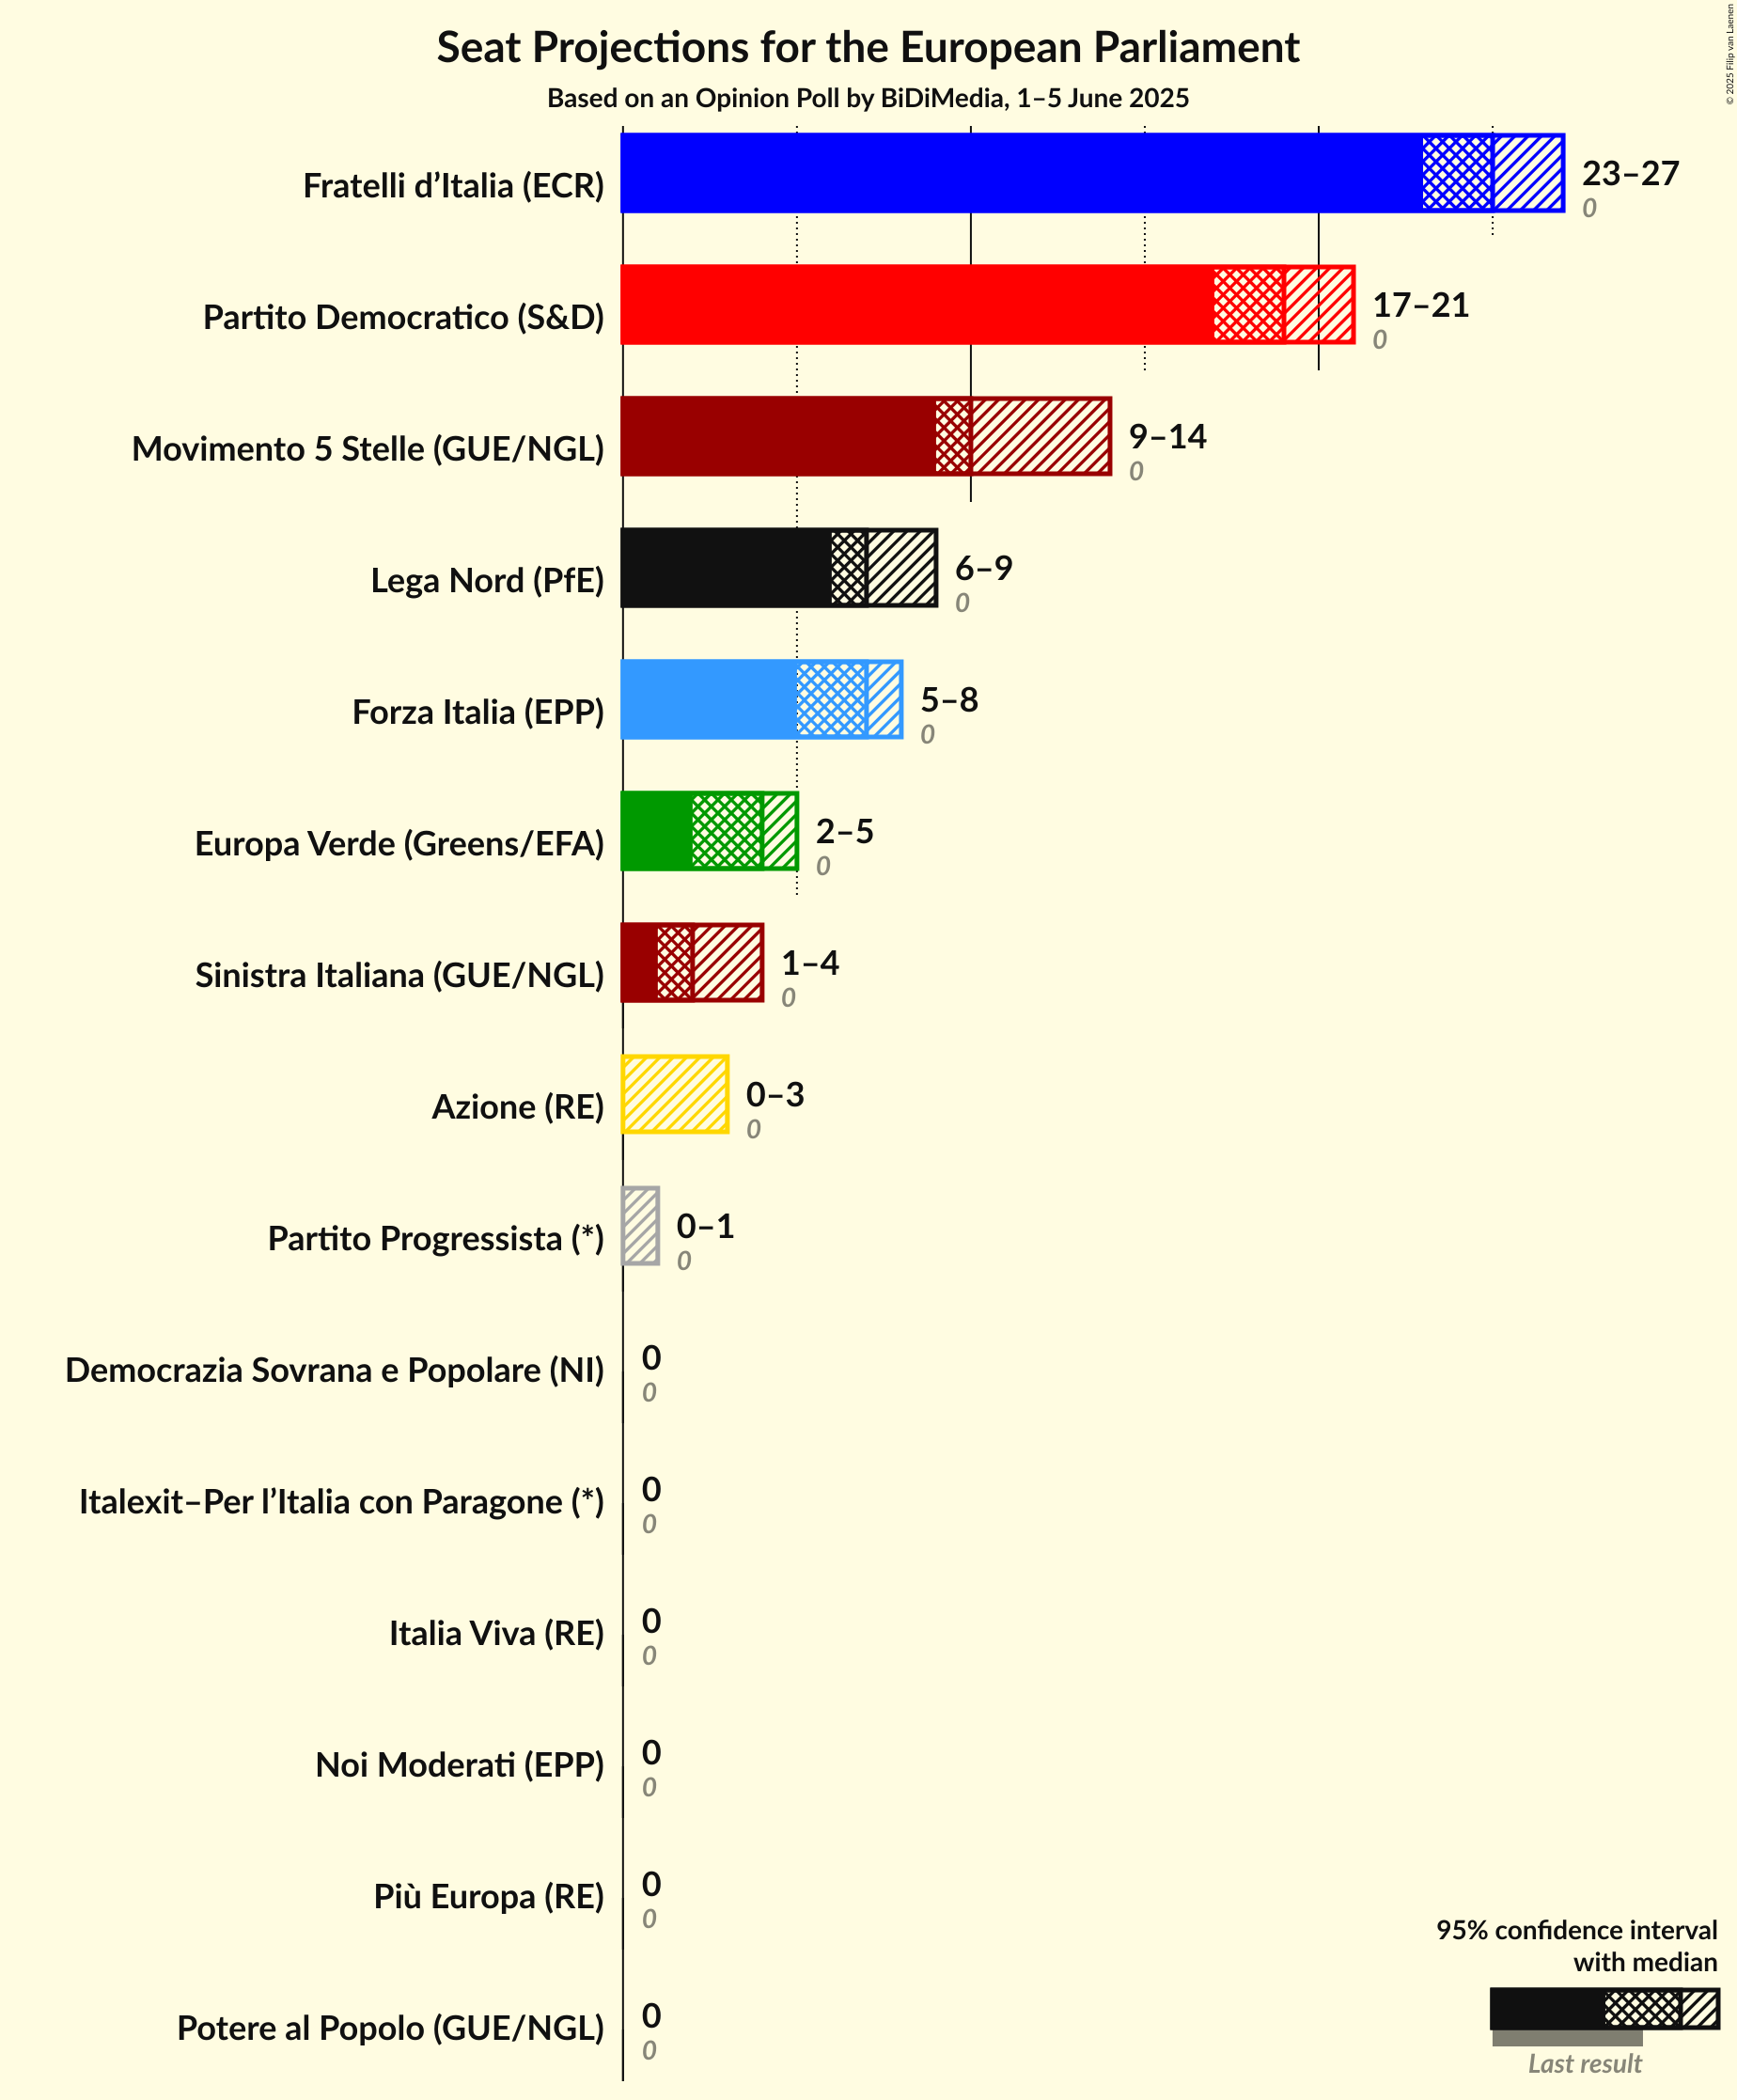 © 2025 Filip van Laenen
Seat Projections for the European Parliament
Based on an Opinion Poll by BiDiMedia, 1–5 June 2025
Fratelli d’Italia (ECR)
23–27
0
Partito Democratico (S&D)
17–21
0
Movimento 5 Stelle (GUE/NGL)
9–14
0
Lega Nord (PfE)
6–9
0
Forza Italia (EPP)
5–8
0
Europa Verde (Greens/EFA)
2–5
0
Sinistra Italiana (GUE/NGL)
1–4
0
Azione (RE)
0–3
0
Partito Progressista (*)
0–1
0
Democrazia Sovrana e Popolare (NI)
0
0
Italexit–Per l’Italia con Paragone (*)
0
0
Italia Viva (RE)
0
0
Noi Moderati (EPP)
0
0
Più Europa (RE)
0
0
Potere al Popolo (GUE/NGL)
0
0
95% confidence interval
with median
Last result